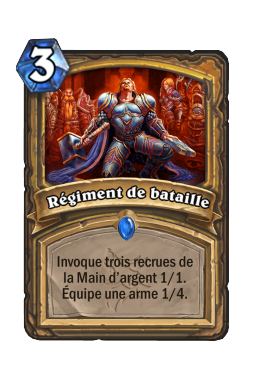 3
Régiment de bataille
Invoque trois recrues de
la Main d'argent 1/1.
Équipe une arme 1/4.